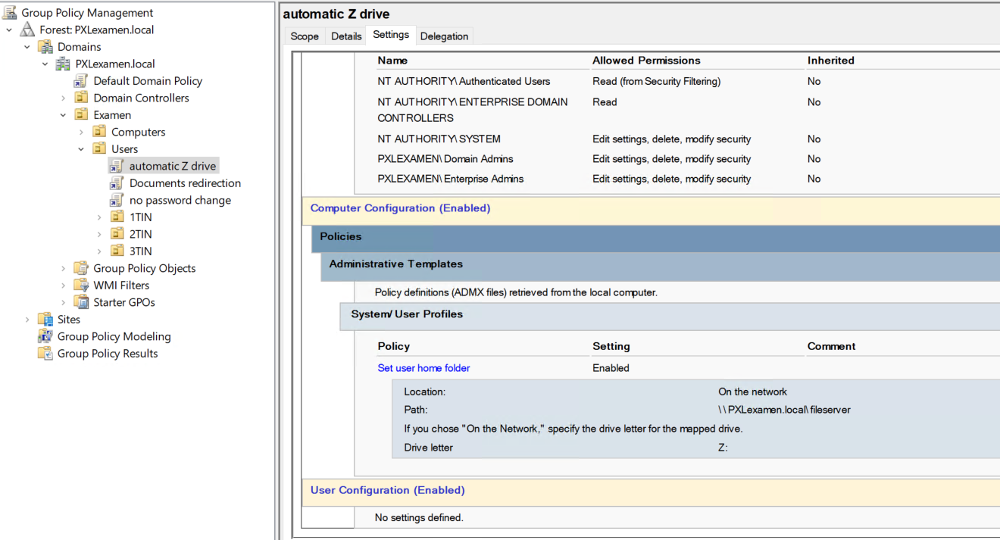 Group Policy Management
Forest: PXLexamen.local
Domains
PXLexamen.local
Default Domain Policy
Domain Controllers
Examen
Computers
Users
automatic Z drive
Documents redirection
no password change
1TIN
2TIN
3TIN
Group Policy Objects
WMI Filters
Starter GPOs
Sites
Group Policy Modeling
Group Policy Results
automatic Z drive
Scope Details Settings Delegation
Name Allowed Permissions Inherited
NT AUTHORITY\Authenticated Users Read (from Security Filtering) No
NT AUTHORITY\ENTERPRISE DOMAIN Read No
CONTROLLERS
NT AUTHORITY\SYSTEM Edit settings, delete, modify security No
PXLEXAMEN\Domain Admins Edit settings, delete, modify security No
PXLEXAMEN\Enterprise Admins Edit settings, delete, modify security No
Computer Configuration (Enabled)
Policies
Administrative Templates
Policy definitions (ADMX files) retrieved from the local computer.
System/User Profiles
Policy Setting Comment
Set user home folder Enabled
Location: On the network
Path: \\PXLexamen.local\fileserver
If you chose "On the Network," specify the drive letter for the mapped drive.
Drive letter Z:
User Configuration (Enabled)
No settings defined.